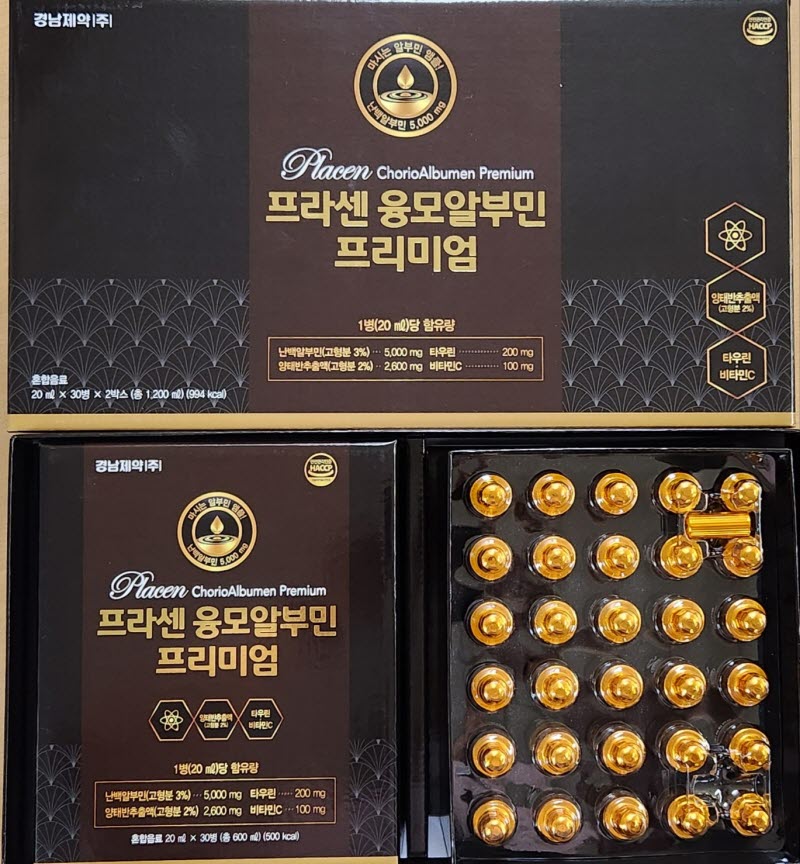 경남제약(주)
HACCP
마시는 알부민 앰플!
난백알부민 5,000 mg
Placen ChorioAlbumen Premium
프라센 융모알부민
프리미엄
양태반추출액
(고형분 2%)
타우린
비타민C
1병(20 ㎖)당 함유량
난백알부민(고형분 3%) ··· 5,000 mg 타우린 ············ 200 mg
양태반추출액(고형분 2%) ·· 2,600 mg 비타민C ··········· 100 mg
혼합음료
20 ㎖ × 30병 × 2박스 (총 1,200 ㎖) (994 kcal)
경남제약(주)
HACCP
마시는 알부민 앰플!
난백알부민 5,000 mg
Placen ChorioAlbumen Premium
프라센 융모알부민
프리미엄
양태반추출액
(고형분 2%)
타우린
비타민C
1병(20 ㎖)당 함유량
난백알부민(고형분 3%) ··· 5,000 mg 타우린 ····· 200 mg
양태반추출액(고형분 2%) 2,600 mg 비타민C ··· 100 mg
혼합음료 20 ㎖ × 30병 (총 600 ㎖) (500 kcal)